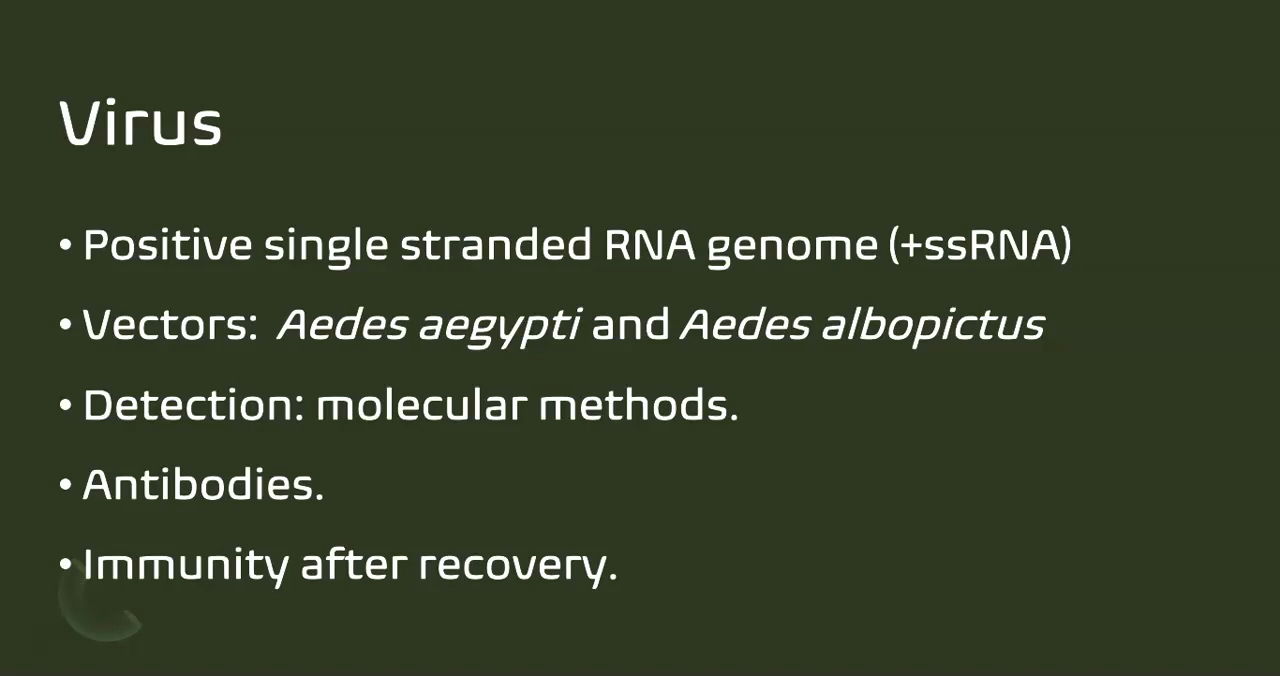 Virus
• Positive single stranded RNA genome (+ssRNA)
• Vectors: Aedes aegypti and Aedes albopictus
• Detection: molecular methods.
• Antibodies.
• Immunity after recovery.